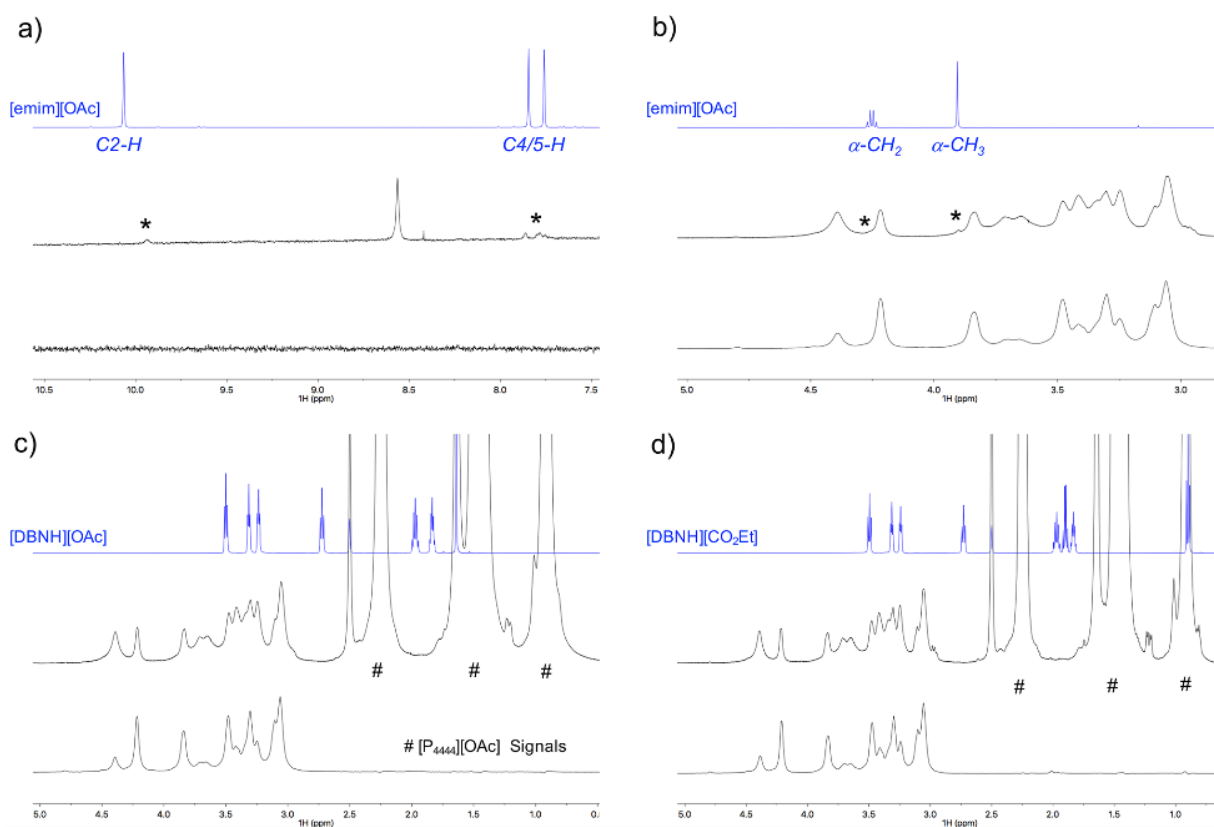 a)
[emim][OAc]
C2-H
C4/5-H
*
*
10.5 10.0 9.5 9.0 8.5 8.0 7.5
1H (ppm)
b)
[emim][OAc]
α-CH2
α-CH3
*
*
5.0 4.5 4.0 3.5 3.0
1H (ppm)
c)
[DBNH][OAc]
# # #
# [P4444][OAc] Signals
5.0 4.5 4.0 3.5 3.0 2.5 2.0 1.5 1.0 0.
1H (ppm)
d)
[DBNH][CO2Et]
# # #
5.0 4.5 4.0 3.5 3.0 2.5 2.0 1.5 1.0
1H (ppm)